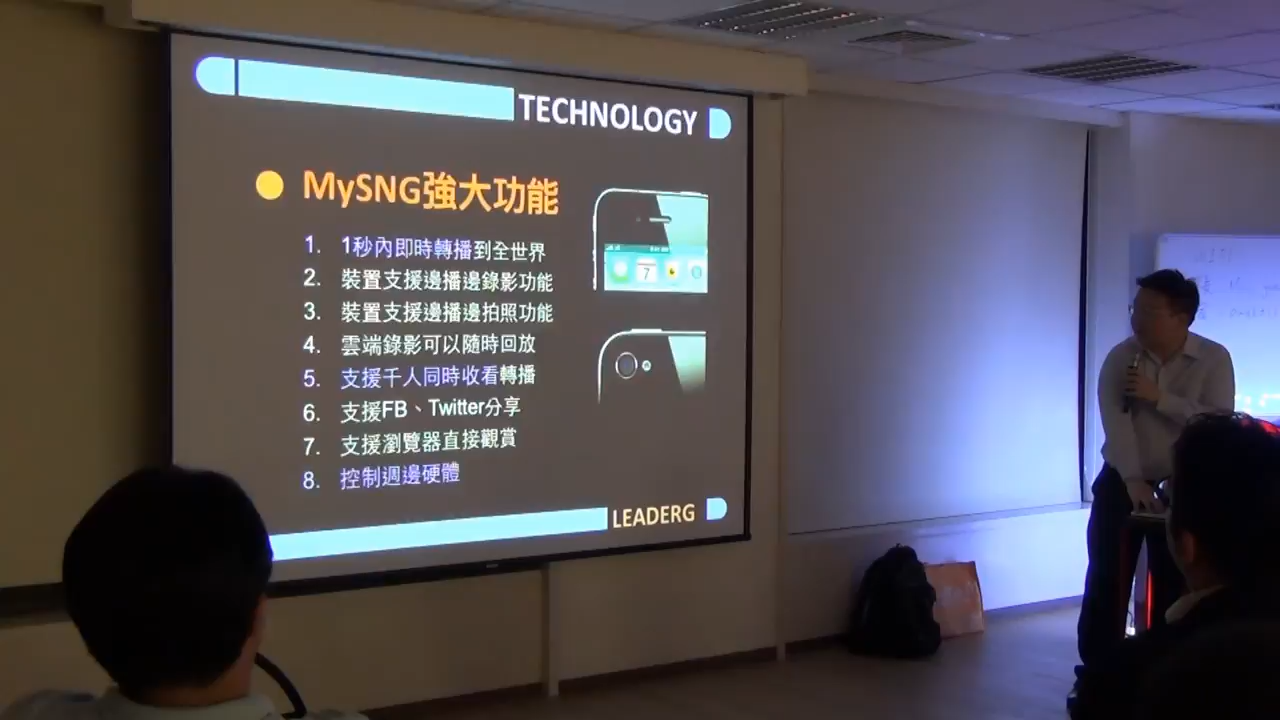 TECHNOLOGY
MySNG強大功能
1. 1秒內即時轉播到全世界
2. 裝置支援邊播邊錄影功能
3. 裝置支援邊播邊拍照功能
4. 雲端錄影可以隨時回放
5. 支援千人同時收看轉播
6. 支援FB、Twitter分享
7. 支援瀏覽器直接觀賞
8. 控制週邊硬體
7
LEADERG